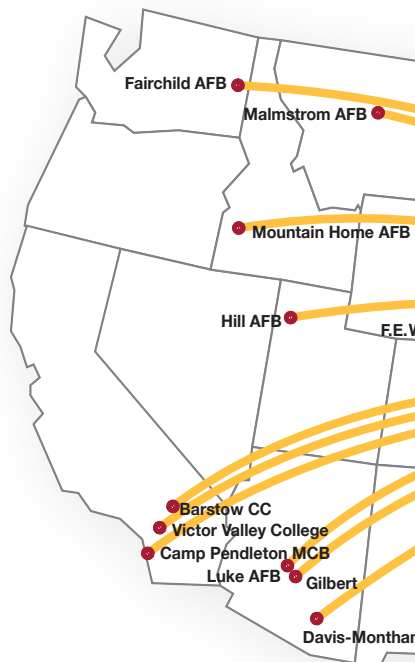 Fairchild AFB
Malmstrom AFB
Mountain Home AFB
Hill AFB
F.E.W
Barstow CC
Victor Valley College
Camp Pendleton MCB
Luke AFB
Gilbert
Davis-Monthan